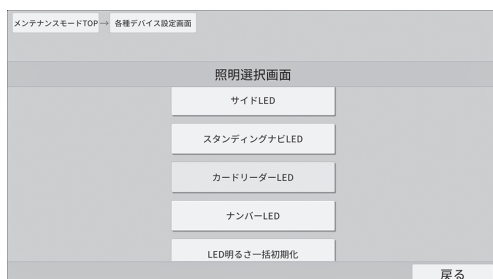 メンテナンスモードTOP → 各種デバイス設定画面
照明選択画面
サイドLED
スタンディングナビLED
カードリーダーLED
ナンバーLED
LED明るさ一括初期化
戻る